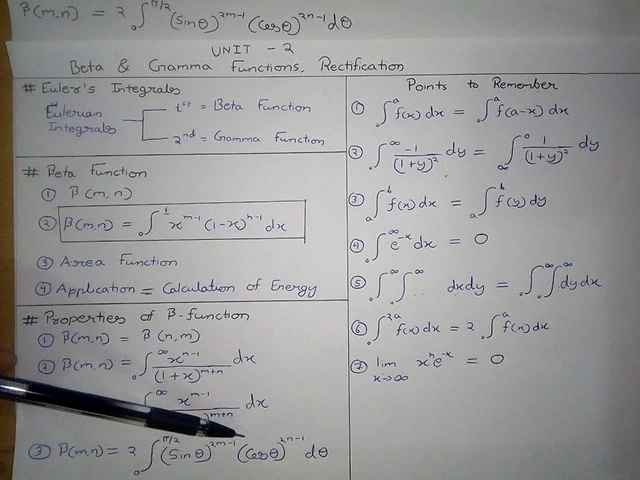 β(m,n) = 2 ₀∫^π/2 (Sinθ)^2m-1 (Cosθ)^2n-1 dθ
UNIT - 2
Beta & Gamma Functions, Rectification
# Euler's Integrals
Eulerian Integrals
1st = Beta Function
2nd = Gamma Function
# Beta Function
① β(m,n)
② β(m,n) = ₀∫^1 x^m-1 (1-x)^n-1 dx
③ Area Function
④ Application = Calculation of Energy
# Properties of β-function
① β(m,n) = β(n,m)
② β(m,n) = ₀∫^∞ x^n-1/(1+x)^m+n dx
∫^∞ x^m-1/ ^m+n dx
③ β(m,n) = 2 ₀∫^π/2 (Sinθ)^2m-1 (Cosθ)^2n-1 dθ
Points to Remember
① ₀∫^a f(x) dx = ₀∫^a f(a-x) dx
② ₀∫^∞ -1/(1+y)^2 dy = ∞∫^0 1/(1+y)^2 dy
③ a∫^b f(x) dx = a∫^b f(y) dy
④ ₀∫^∞ e^-x dx = 0
⑤ ₀∫^∞ ₀∫^∞ .... dxdy = ₀∫^∞ ₀∫^∞ .. dydx
⑥ ₀∫^2a f(x) dx = 2 ₀∫^a f(x) dx
⑦ lim x→∞ x^n e^-x = 0